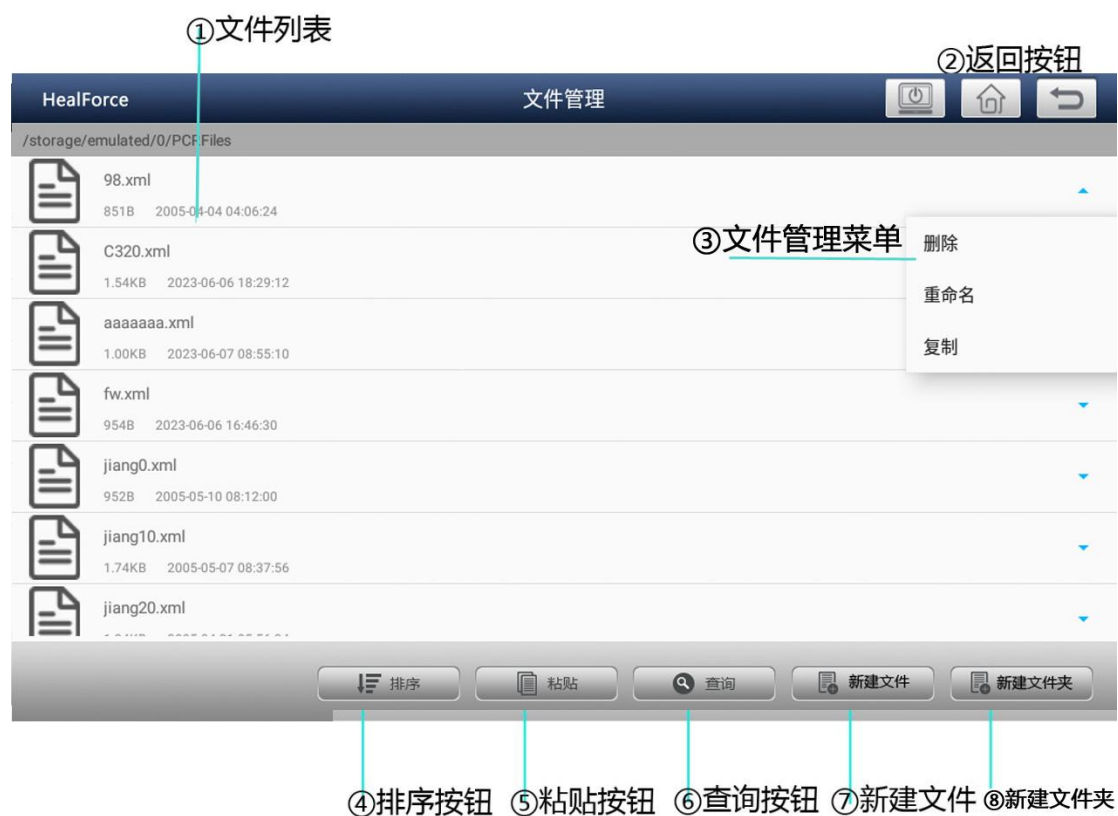 ①文件列表
②返回按钮
HealForce
文件管理
/storage/emulated/0/PCRFiles
98.xml
851B 2005-04-04 04:06:24
③文件管理菜单
删除
C320.xml
1.54KB 2023-06-06 18:29:12
重命名
aaaaaaa.xml
1.00KB 2023-06-07 08:55:10
复制
fw.xml
954B 2023-06-06 16:46:30
jiang0.xml
952B 2005-05-10 08:12:00
jiang10.xml
1.74KB 2005-05-07 08:37:56
jiang20.xml
排序 粘贴 查询 新建文件 新建文件夹
④排序按钮 ⑤粘贴按钮 ⑥查询按钮 ⑦新建文件 ⑧新建文件夹